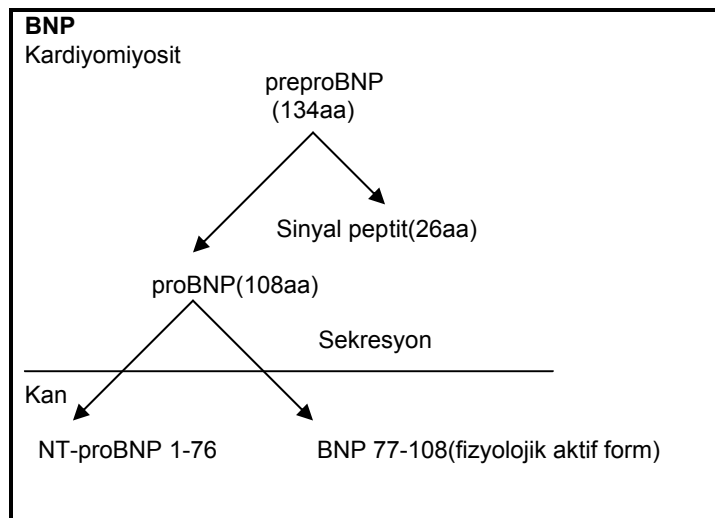 BNP
Kardiyomiyosit
preproBNP
(134aa)
Sinyal peptit(26aa)
proBNP(108aa)
Sekresyon
Kan
NT-proBNP 1-76
BNP 77-108(fizyolojik aktif form)